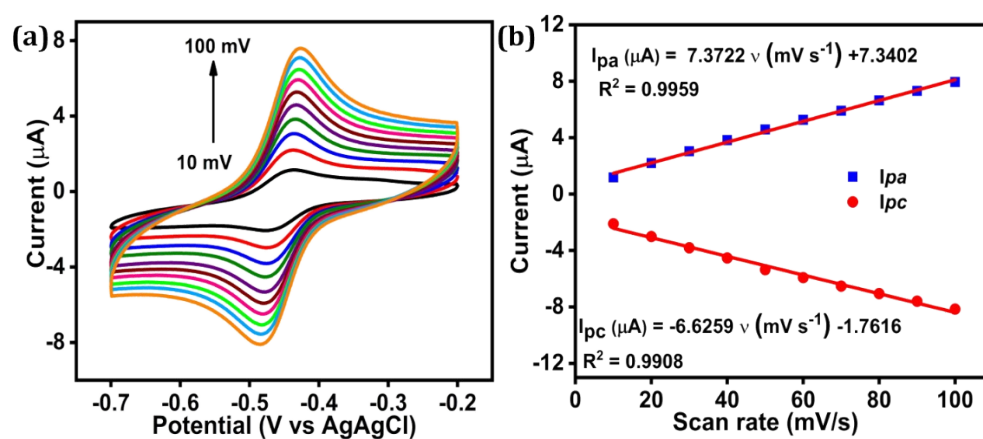 (a)
100 mV
10 mV
8
4
0
-4
-8
Current (µA)
-0.7
-0.6
-0.5
-0.4
-0.3
-0.2
Potential (V vs AgAgCl)
(b)
Ipa (µA) = 7.3722 ν (mV s⁻¹) +7.3402
R² = 0.9959
Ipa
Ipc
Ipc (µA) = -6.6259 ν (mV s⁻¹) -1.7616
R² = 0.9908
12
8
4
0
-4
-8
-12
Current (µA)
0
20
40
60
80
100
Scan rate (mV/s)